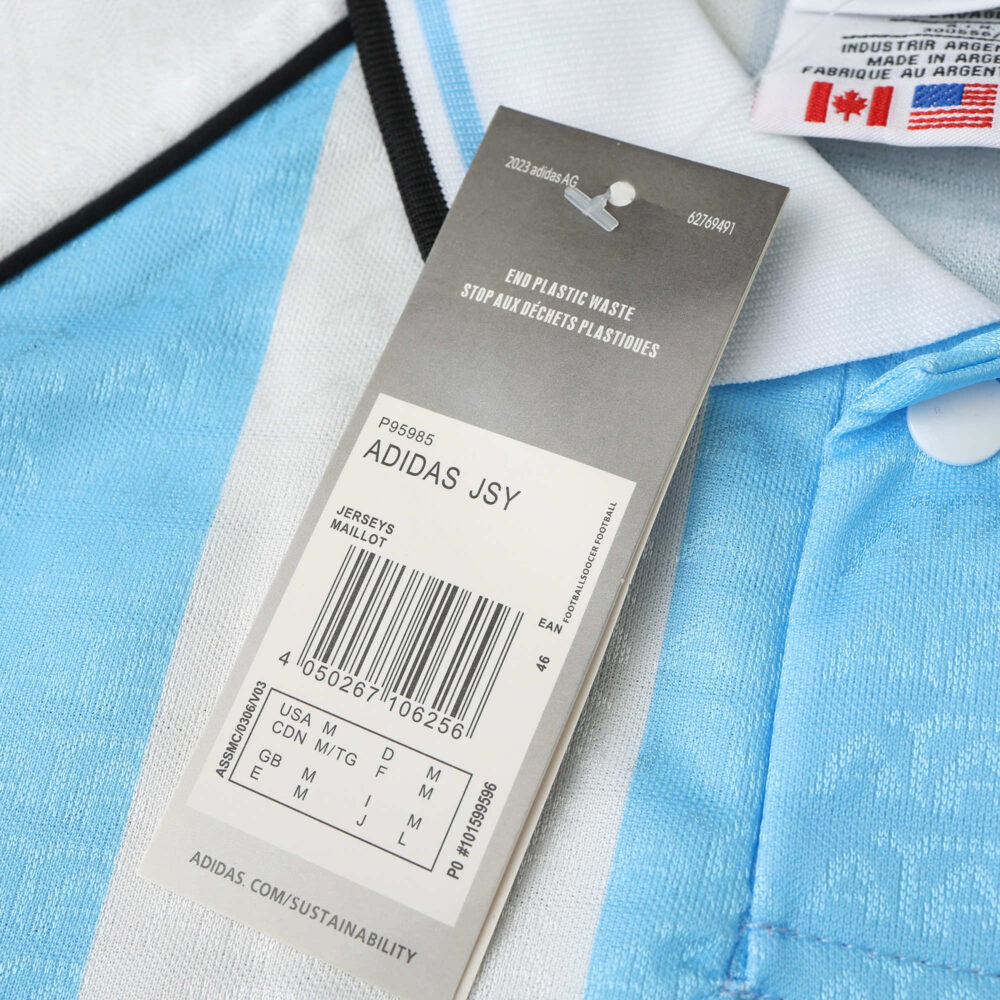 INDUSTRIR ARGEN
MADE IN ARGE
FABRIQUE AU ARGENT
2023 adidas AG
62769491
END PLASTIC WASTE
STOP AUX DÉCHETS PLASTIQUES
P95985
ADIDAS JSY
JERSEYS
MAILLOT
FOOTBALLSOCCER FOOTBALL
EAN
46
4 050267 106256
ASSMC/0306/V03
USA M D M
CDN M/TG F M
GB M I M
E M J L
PO #101599596
ADIDAS. COM/SUSTAINABILITY